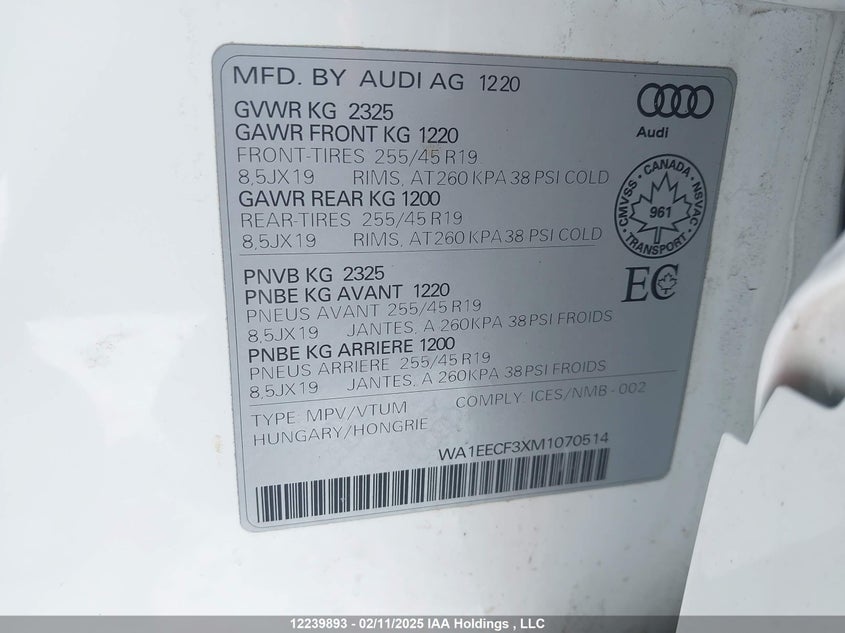 MFD. BY AUDI AG 1220
Audi
GVWR KG 2325
GAWR FRONT KG 1220
FRONT-TIRES 255/45 R19
8,5JX19 RIMS, AT 260 KPA 38 PSI COLD
GAWR REAR KG 1200
REAR-TIRES 255/45 R19
8,5JX19 RIMS, AT 260 KPA 38 PSI COLD
CMVSS · CANADA · NSVAC
961
TRANSPORT
EC
PNVB KG 2325
PNBE KG AVANT 1220
PNEUS AVANT 255/45 R19
8,5JX19 JANTES, A 260 KPA 38 PSI FROIDS
PNBE KG ARRIERE 1200
PNEUS ARRIERE 255/45 R19
8,5JX19 JANTES, A 260 KPA 38 PSI FROIDS
TYPE: MPV/VTUM COMPLY: ICES/NMB-002
HUNGARY/HONGRIE
WA1EECF3XM1070514
12239893 - 02/11/2025 IAA Holdings , LLC